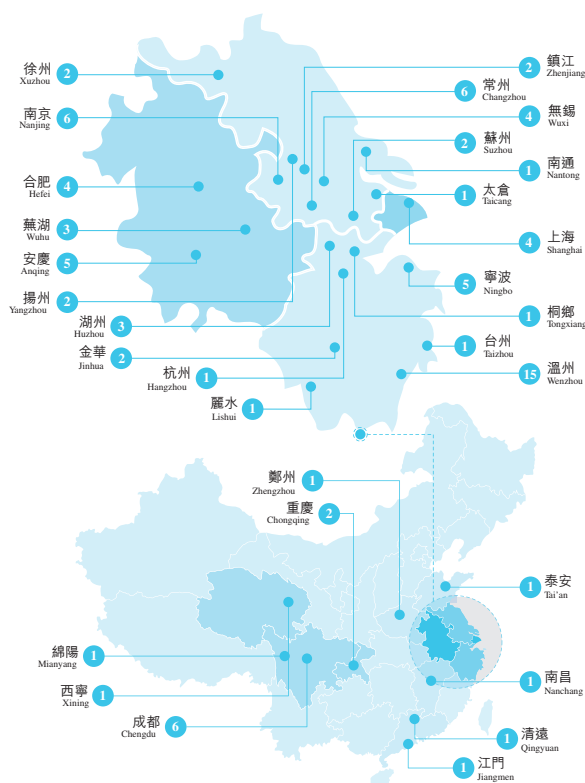 徐州
Xuzhou
2
南京
Nanjing
6
合肥
Hefei
4
蕪湖
Wuhu
3
安慶
Anqing
5
揚州
Yangzhou
2
湖州
Huzhou
3
金華
Jinhua
2
杭州
Hangzhou
1
麗水
Lishui
1
2
鎮江
Zhenjiang
6
常州
Changzhou
4
無錫
Wuxi
2
蘇州
Suzhou
1
南通
Nantong
1
太倉
Taicang
4
上海
Shanghai
5
寧波
Ningbo
1
桐鄉
Tongxiang
1
台州
Taizhou
15
溫州
Wenzhou
鄭州
Zhengzhou
1
重慶
Chongqing
2
1
泰安
Tai'an
綿陽
Mianyang
1
西寧
Xining
1
成都
Chengdu
6
1
南昌
Nanchang
1
清遠
Qingyuan
1
江門
Jiangmen